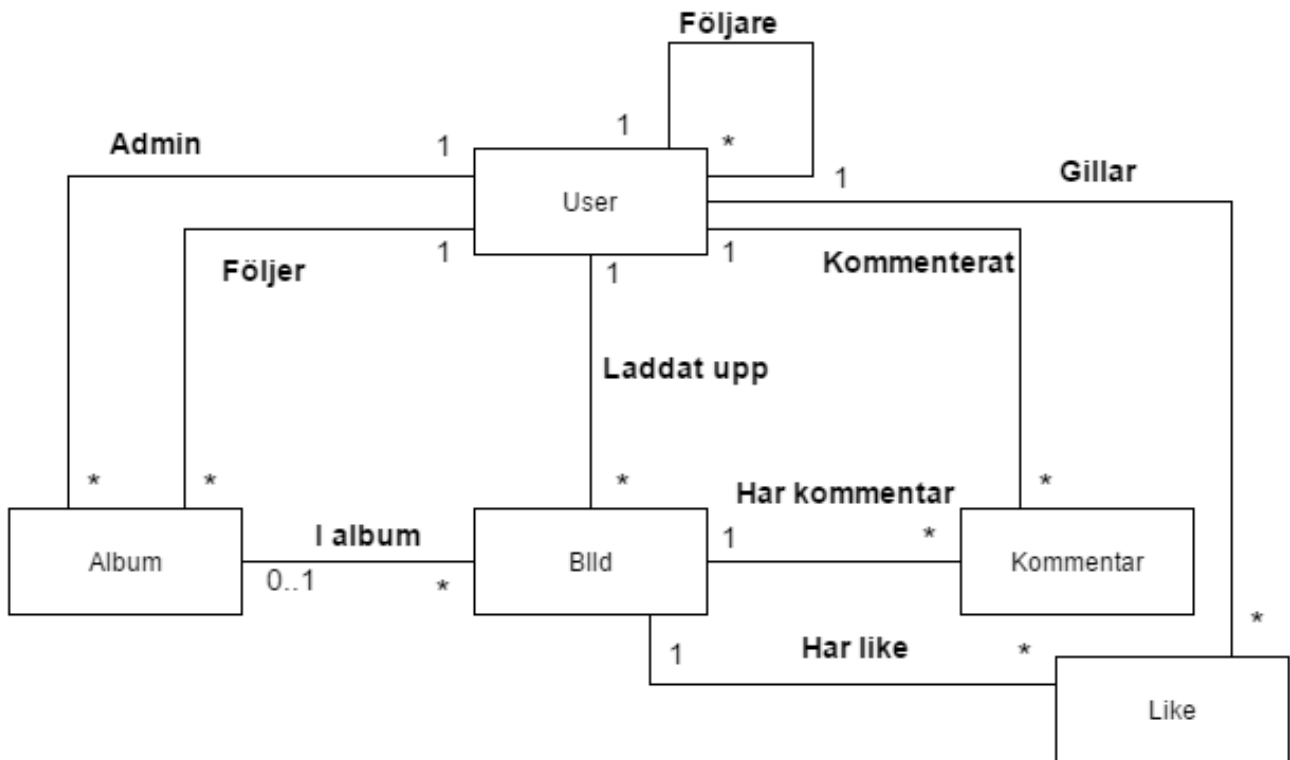 Följare
Admin
1
1
*
1
Gillar
User
Följer
1
1
1
Kommenterat
Laddat upp
*
*
*
Har kommentar
*
I album
1
*
Album
0..1
*
BIld
Kommentar
1
Har like
*
*
Like